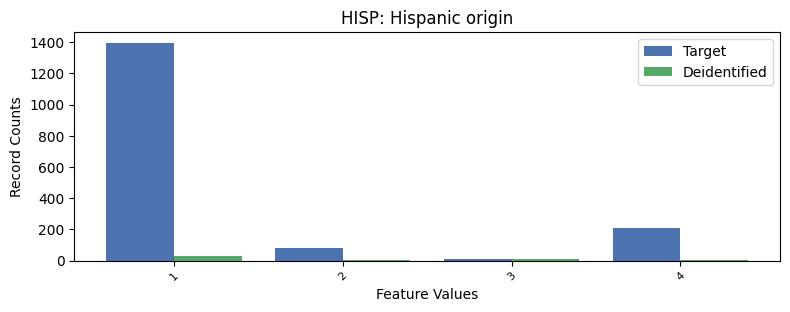 HISP: Hispanic origin
Target
Deidentified
Record Counts
1400
1200
1000
800
600
400
200
0
1
2
3
4
Feature Values